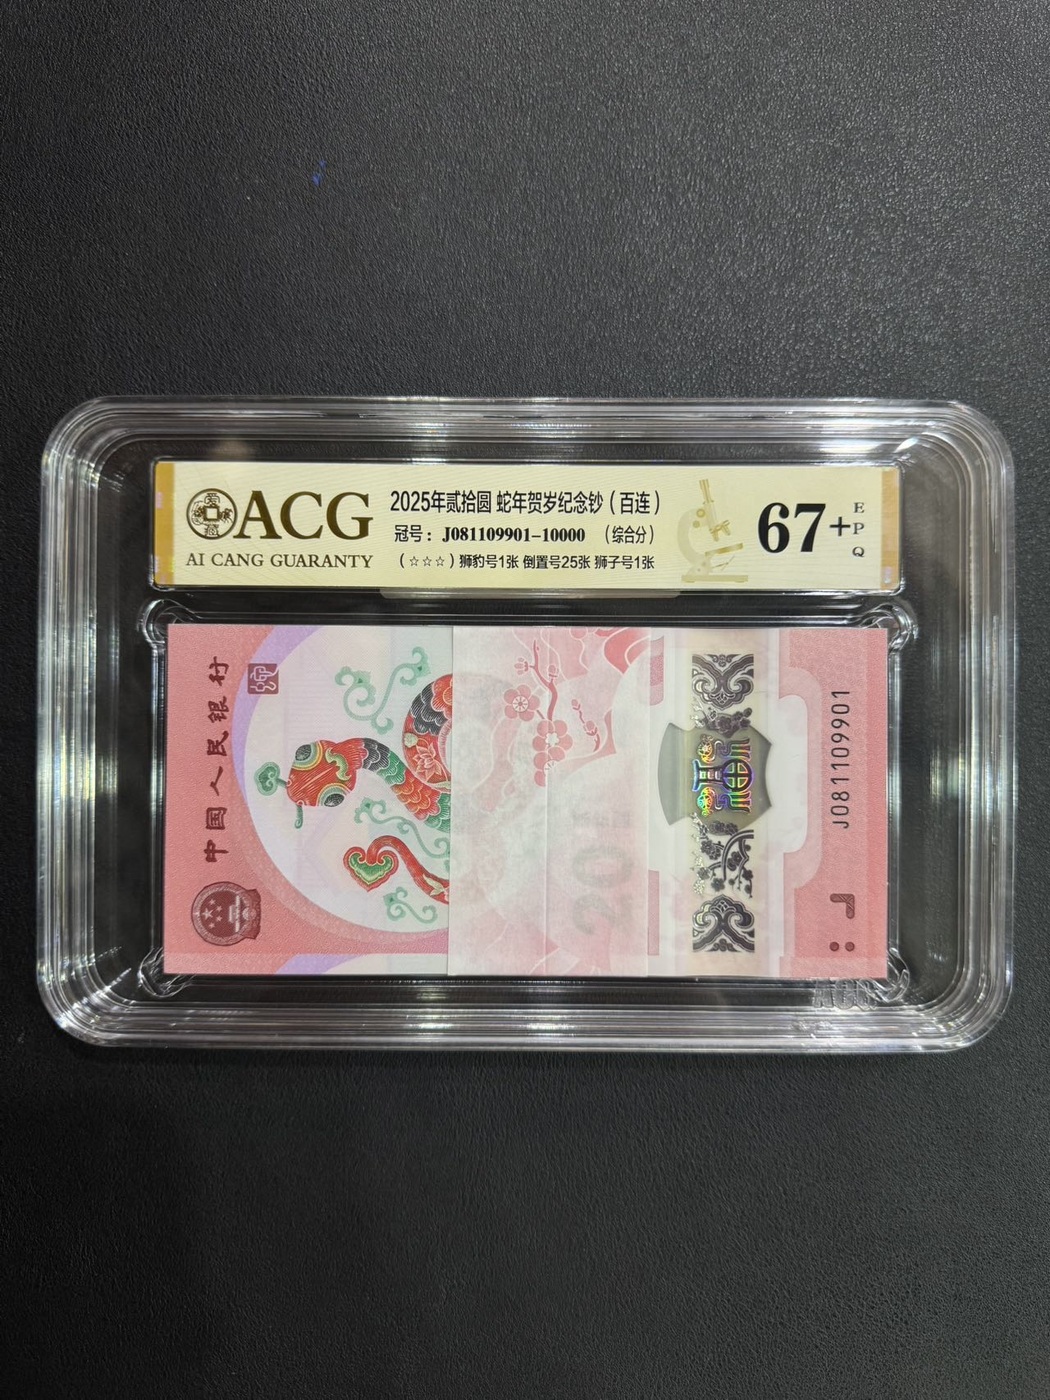 ACG
AI CANG GUARANTY
2025年贰拾圆 蛇年贺岁纪念钞（百连）
冠号：J081109901-10000 （综合分）
（☆☆☆）狮豹号1张 倒置号25张 狮子号1张
67+
EPQ
中国人民银行
J081109901
ACG